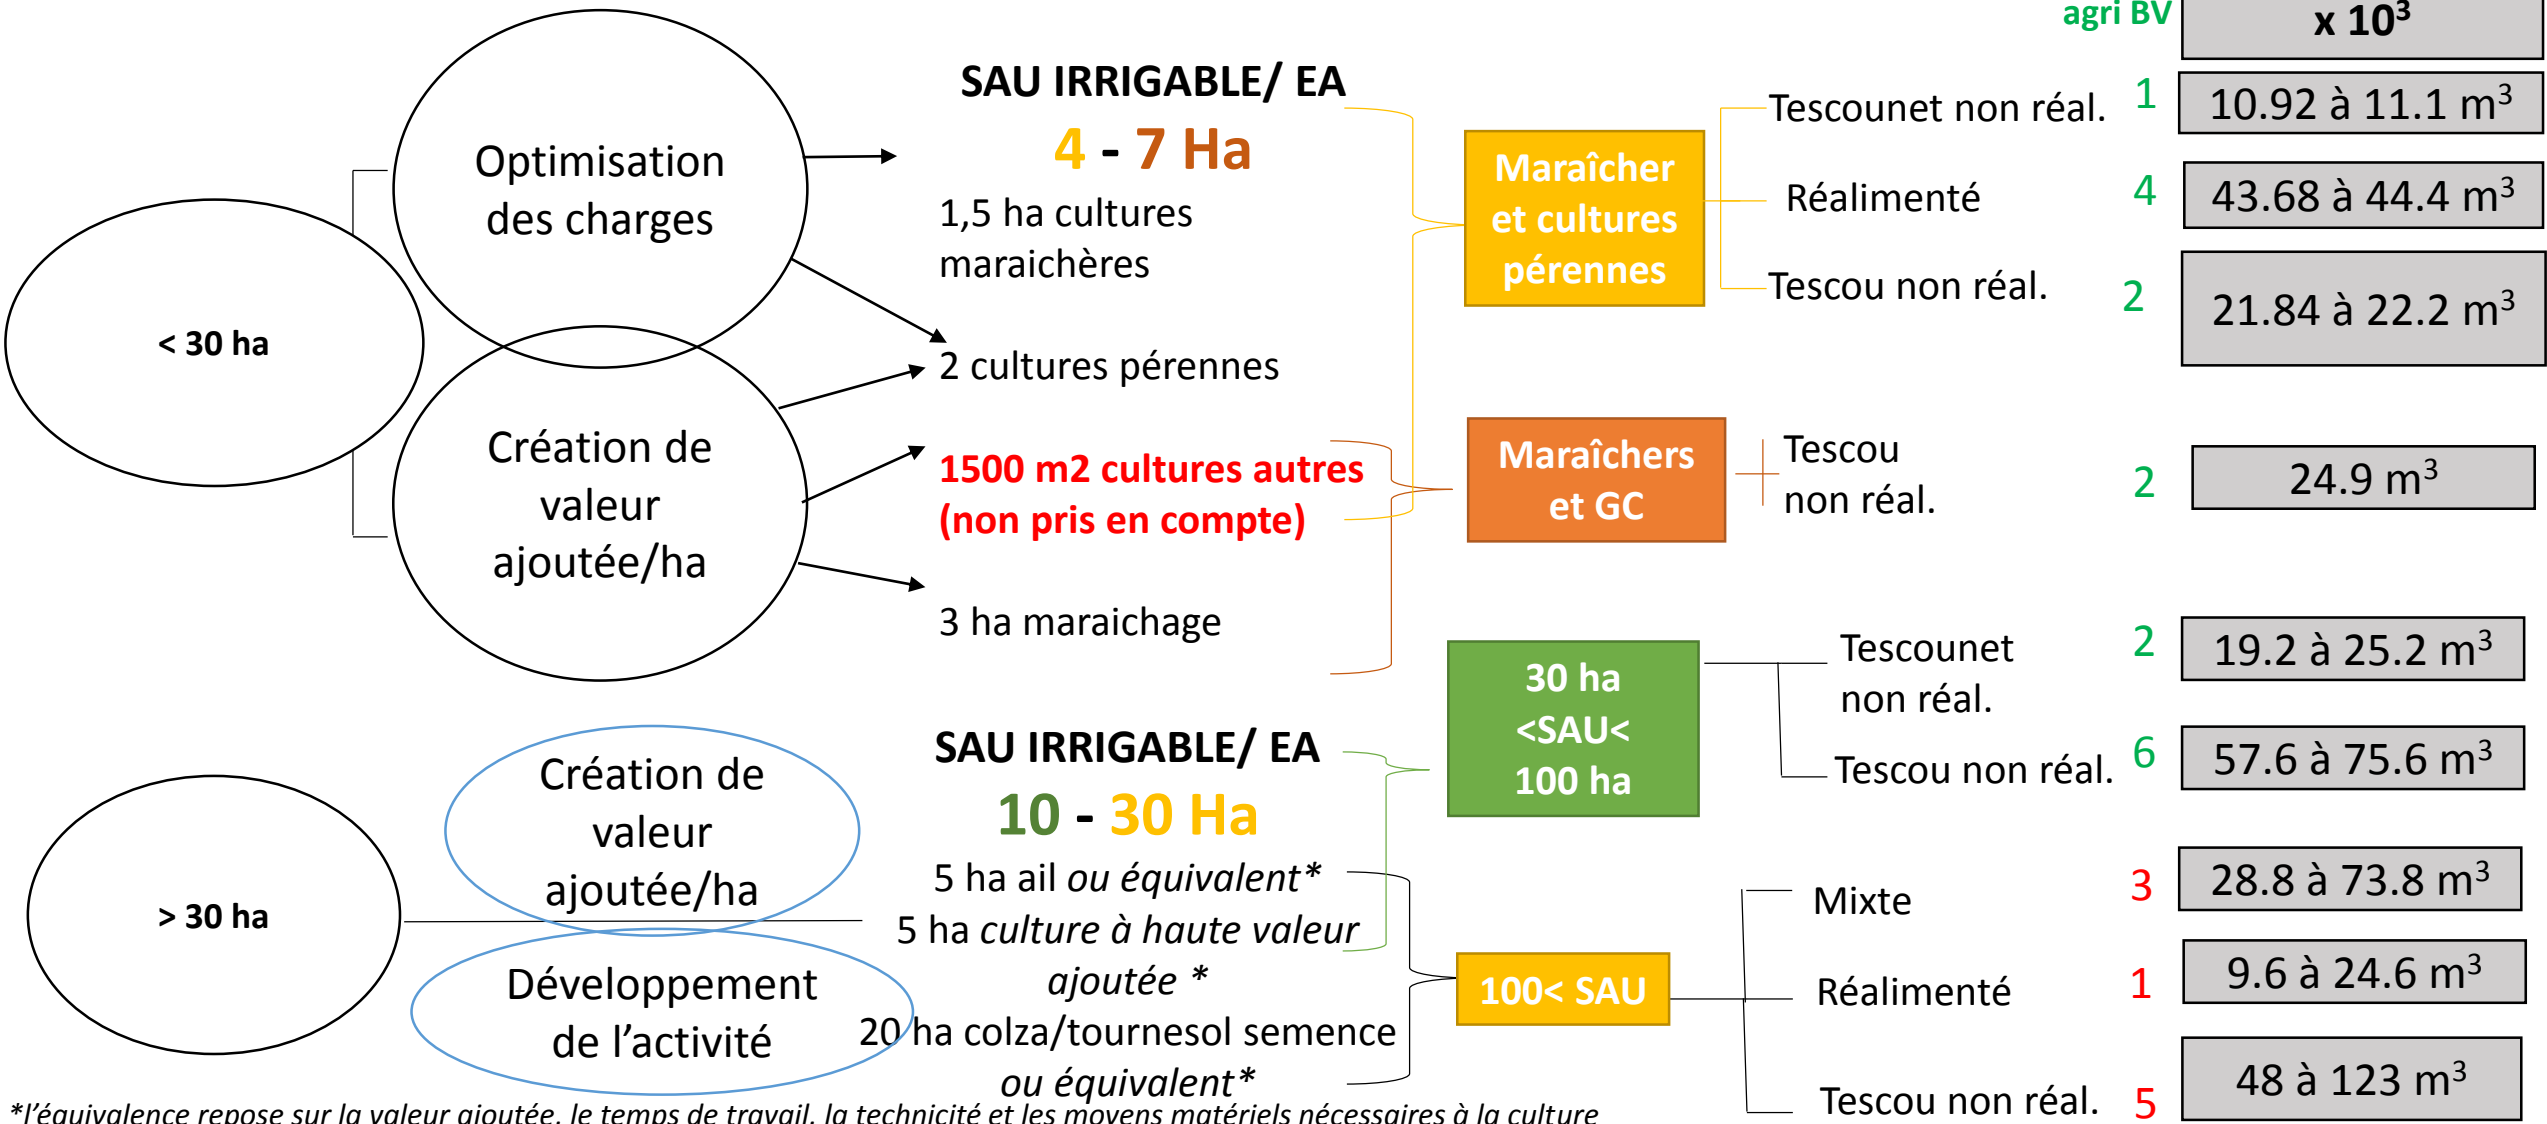 agri BV
x 10³
< 30 ha
Optimisation
des charges
Création de
valeur
ajoutée/ha
SAU IRRIGABLE/ EA
4 - 7 Ha
1,5 ha cultures
maraichères
2 cultures pérennes
1500 m2 cultures autres
(non pris en compte)
3 ha maraichage
Maraîcher
et cultures
pérennes
Tescounet non réal.
1
10.92 à 11.1 m³
Réalimenté
4
43.68 à 44.4 m³
Tescou non réal.
2
21.84 à 22.2 m³
Maraîchers
et GC
Tescou
non réal.
2
24.9 m³
> 30 ha
Création de
valeur
ajoutée/ha
Développement
de l’activité
SAU IRRIGABLE/ EA
10 - 30 Ha
5 ha ail ou équivalent*
5 ha culture à haute valeur
ajoutée *
20 ha colza/tournesol semence
ou équivalent*
30 ha
<SAU<
100 ha
Tescounet
non réal.
2
19.2 à 25.2 m³
Tescou non réal.
6
57.6 à 75.6 m³
100< SAU
Mixte
3
28.8 à 73.8 m³
Réalimenté
1
9.6 à 24.6 m³
Tescou non réal.
5
48 à 123 m³
*l’équivalence repose sur la valeur ajoutée, le temps de travail, la technicité et les moyens matériels nécessaires à la culture